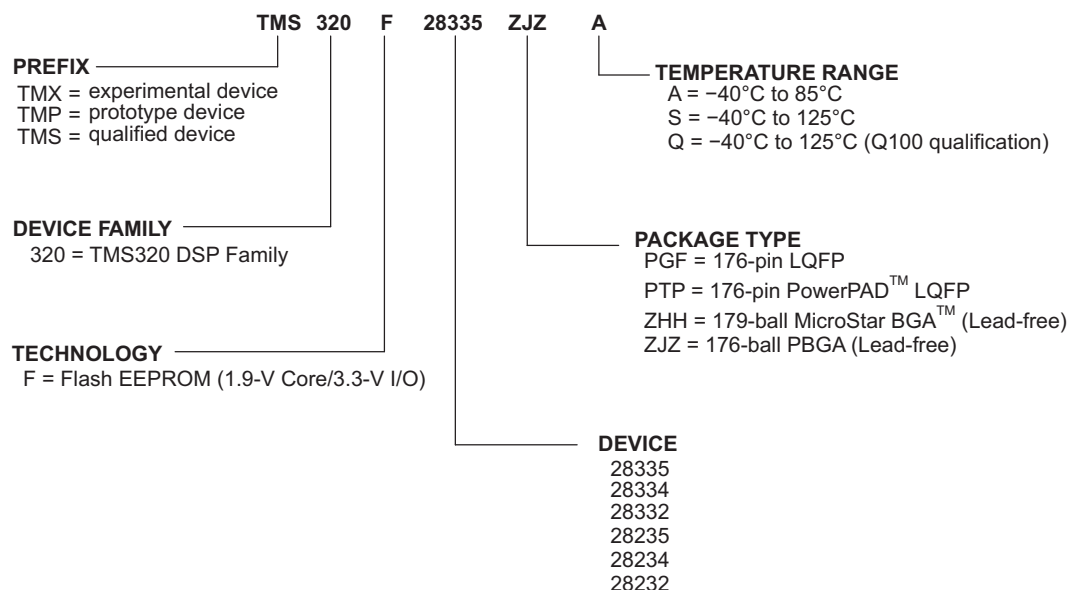 TMS 320 F 28335 ZJZ A
PREFIX
TMX = experimental device
TMP = prototype device
TMS = qualified device
TEMPERATURE RANGE
A = −40°C to 85°C
S = −40°C to 125°C
Q = −40°C to 125°C (Q100 qualification)
DEVICE FAMILY
320 = TMS320 DSP Family
PACKAGE TYPE
PGF = 176-pin LQFP
PTP = 176-pin PowerPAD™ LQFP
ZHH = 179-ball MicroStar BGA™ (Lead-free)
ZJZ = 176-ball PBGA (Lead-free)
TECHNOLOGY
F = Flash EEPROM (1.9-V Core/3.3-V I/O)
DEVICE
28335
28334
28332
28235
28234
28232